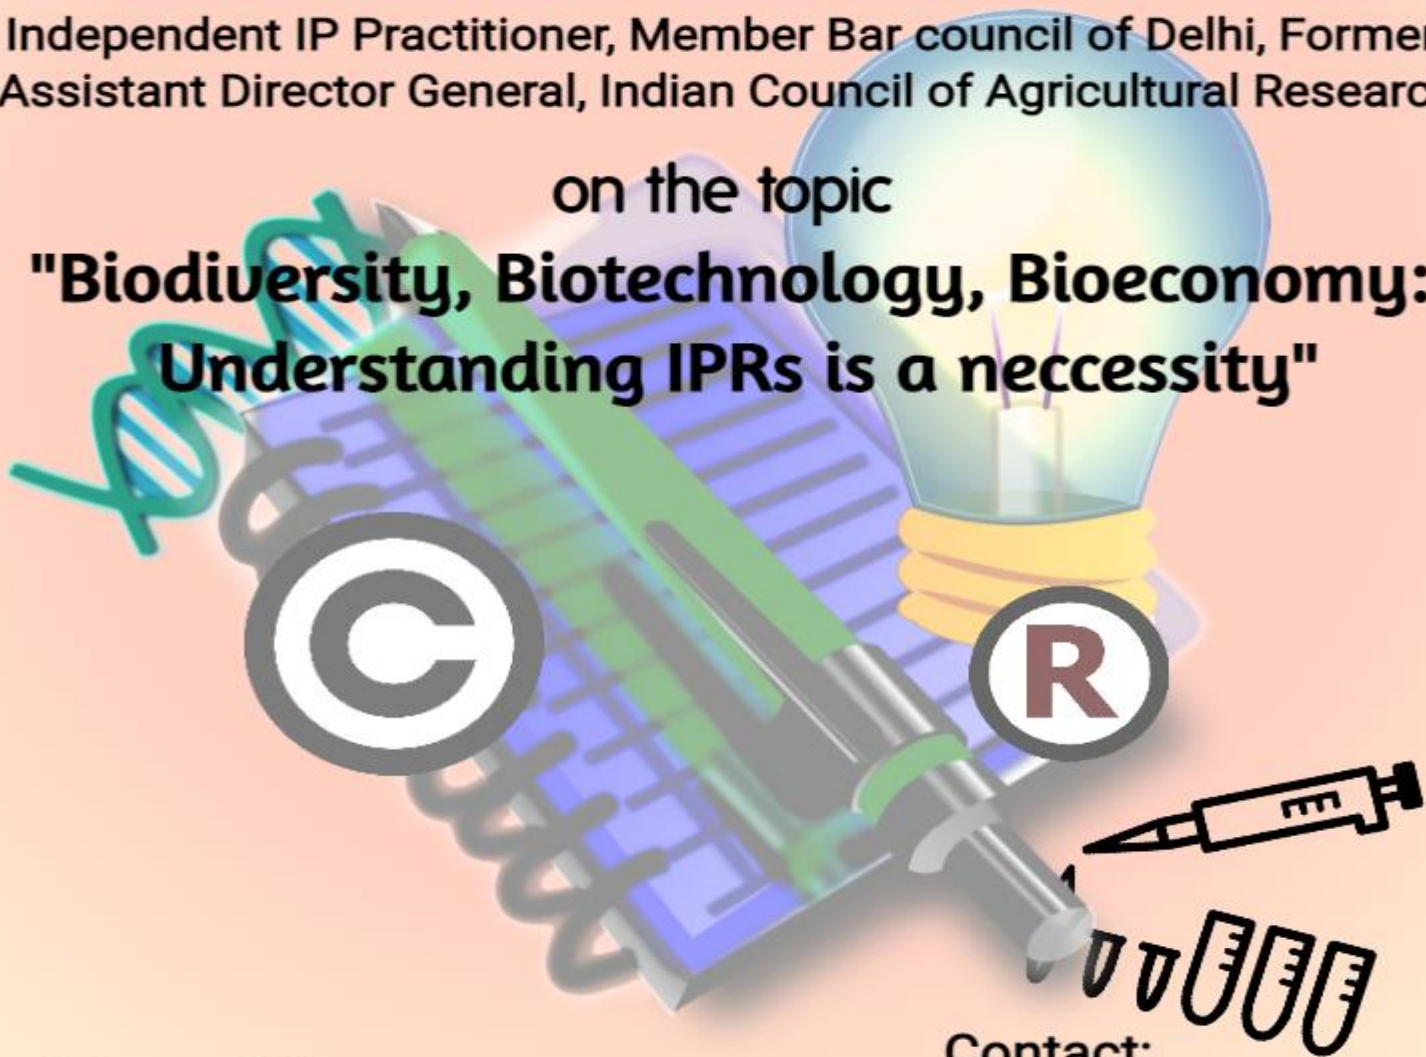 Independent IP Practitioner, Member Bar council of Delhi, Former
Assistant Director General, Indian Council of Agricultural Researc
on the topic
"Biodiversity, Biotechnology, Bioeconomy:
Understanding IPRs is a neccessity"
C
R
Contact: